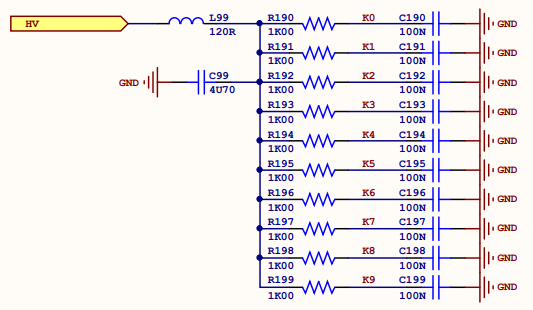 HV L99 R190 K0 C190 GND
120R 1K00 100N
R191 K1 C191 GND
1K00 100N
GND C99 R192 K2 C192 GND
4U70 1K00 100N
R193 K3 C193 GND
1K00 100N
R194 K4 C194 GND
1K00 100N
R195 K5 C195 GND
1K00 100N
R196 K6 C196 GND
1K00 100N
R197 K7 C197 GND
1K00 100N
R198 K8 C198 GND
1K00 100N
R199 K9 C199 GND
1K00 100N